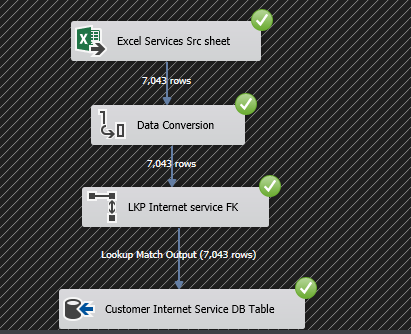 Excel Services Src sheet
7,043 rows
Data Conversion
7,043 rows
LKP Internet service FK
Lookup Match Output (7,043 rows)
Customer Internet Service DB Table